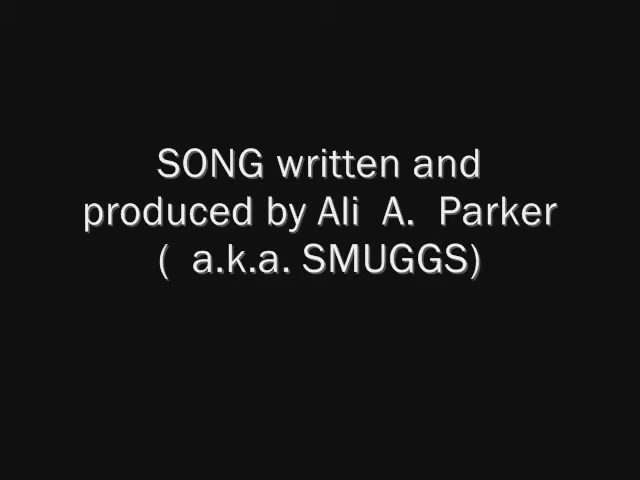 SONG written and
produced by Ali  A.  Parker
(  a.k.a. SMUGGS)